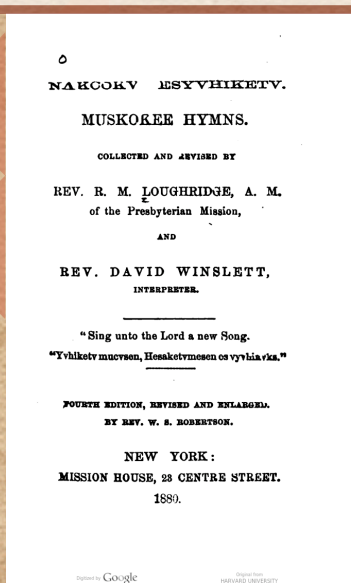 NAKCOKV ESYVHIKETV.
MUSKOKEE HYMNS.
COLLECTED AND REVISED BY
REV. R. M. LOUGHRIDGE, A. M.
of the Presbyterian Mission,
AND
REV. DAVID WINSLETT,
INTERPRETER.
"Sing unto the Lord a new Song.
"Yvhiketv mucvsen, Hesaketvmesen os vyvhiavks."
FOURTH EDITION, REVISED AND ENLARGED.
BY REV. W. S. ROBERTSON.
NEW YORK:
MISSION HOUSE, 23 CENTRE STREET.
1880.
Digitized by Google
Original from
HARVARD UNIVERSITY